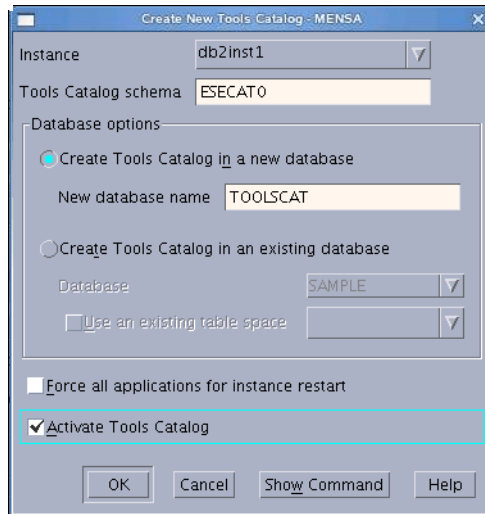 Create New Tools Catalog - MENSA
Instance db2inst1
Tools Catalog schema ESECAT0
Database options
Create Tools Catalog in a new database
New database name TOOLSCAT
Create Tools Catalog in an existing database
Database SAMPLE
Use an existing table space
Force all applications for instance restart
Activate Tools Catalog
OK Cancel Show Command Help